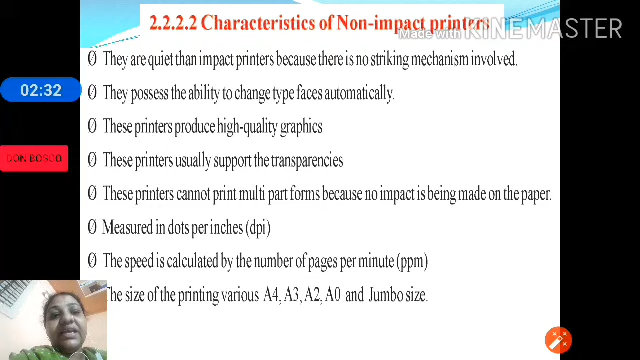 2.2.2.2 Characteristics of Non-impact printers
Made with KINEMASTER
They are quiet than impact printers because there is no striking mechanism involved.
02:32
They possess the ability to change type faces automatically.
These printers produce high-quality graphics
DON BOSCO
These printers usually support the transparencies
These printers cannot print multi part forms because no impact is being made on the paper.
Measured in dots per inches (dpi)
The speed is calculated by the number of pages per minute (ppm)
The size of the printing various A4, A3, A2, A0 and Jumbo size.